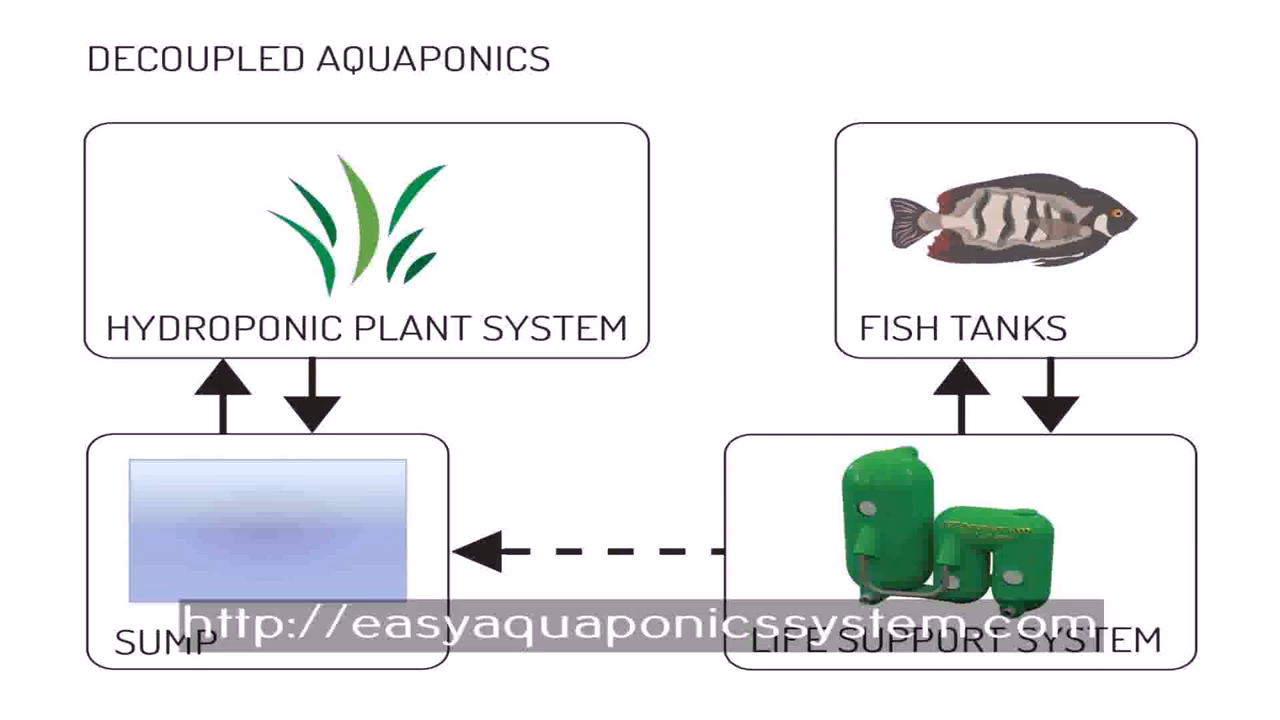 DECOUPLED AQUAPONICS
HYDROPONIC PLANT SYSTEM
FISH TANKS
SUMP
LIFE SUPPORT SYSTEM
http://easyaquaponicssystem.com